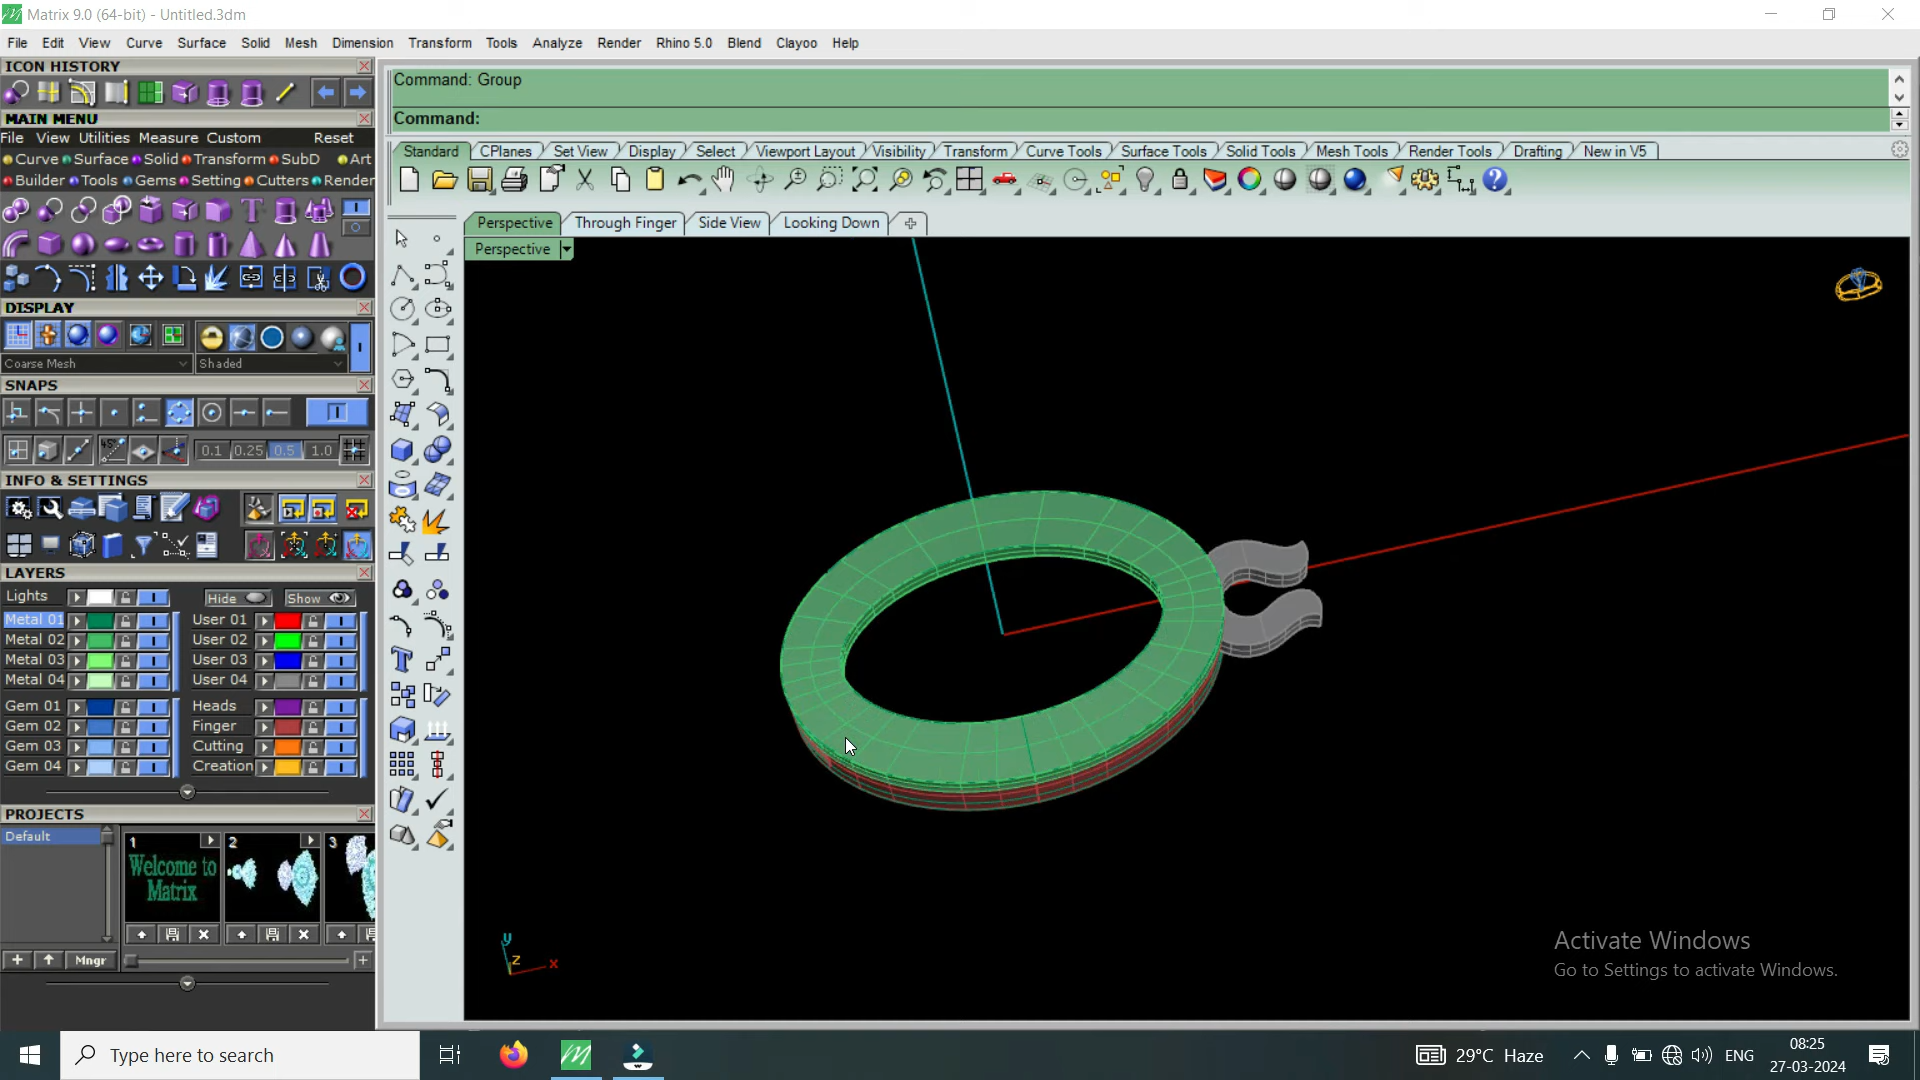 Matrix 9.0 (64-bit) - Untitled.3dm
File Edit View Curve Surface Solid Mesh Dimension Transform Tools Analyze Render Rhino 5.0 Blend Clayoo Help
ICON HISTORY
MAIN MENU
File View Utilities Measure Custom Reset
Curve Surface Solid Transform SubD Art
Builder Tools Gems Setting Cutters Render
DISPLAY
Coarse Mesh Shaded
SNAPS
0.1 0.25 0.5 1.0
INFO & SETTINGS
LAYERS
Lights Hide Show
Metal 01 User 01
Metal 02 User 02
Metal 03 User 03
Metal 04 User 04
Gem 01 Heads
Gem 02 Finger
Gem 03 Cutting
Gem 04 Creation
PROJECTS
Default
1 2 3
Welcome to
Matrix
Mngr
Command: Group
Command:
Standard CPlanes Set View Display Select Viewport Layout Visibility Transform Curve Tools Surface Tools Solid Tools Mesh Tools Render Tools Drafting New in V5
Perspective Through Finger Side View Looking Down
Perspective
y
z x
Activate Windows
Go to Settings to activate Windows.
Type here to search
29°C Haze
ENG
08:25
27-03-2024